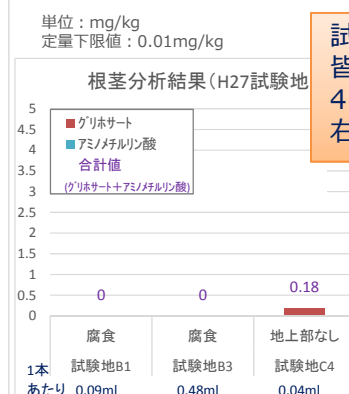 単位：mg/kg
定量下限値：0.01mg/kg
試
皆
4
右
根茎分析結果（H27試験地
5
4.5
4
3.5
3
2.5
2
1.5
1
0.5
0
グリホサート
アミノメチルリン酸
合計値
(グリホサート＋アミノメチルリン酸)
0
0
0.18
腐食
腐食
地上部なし
試験地B1
試験地B3
試験地C4
1本
あたり 0.09ml 0.48ml 0.04ml